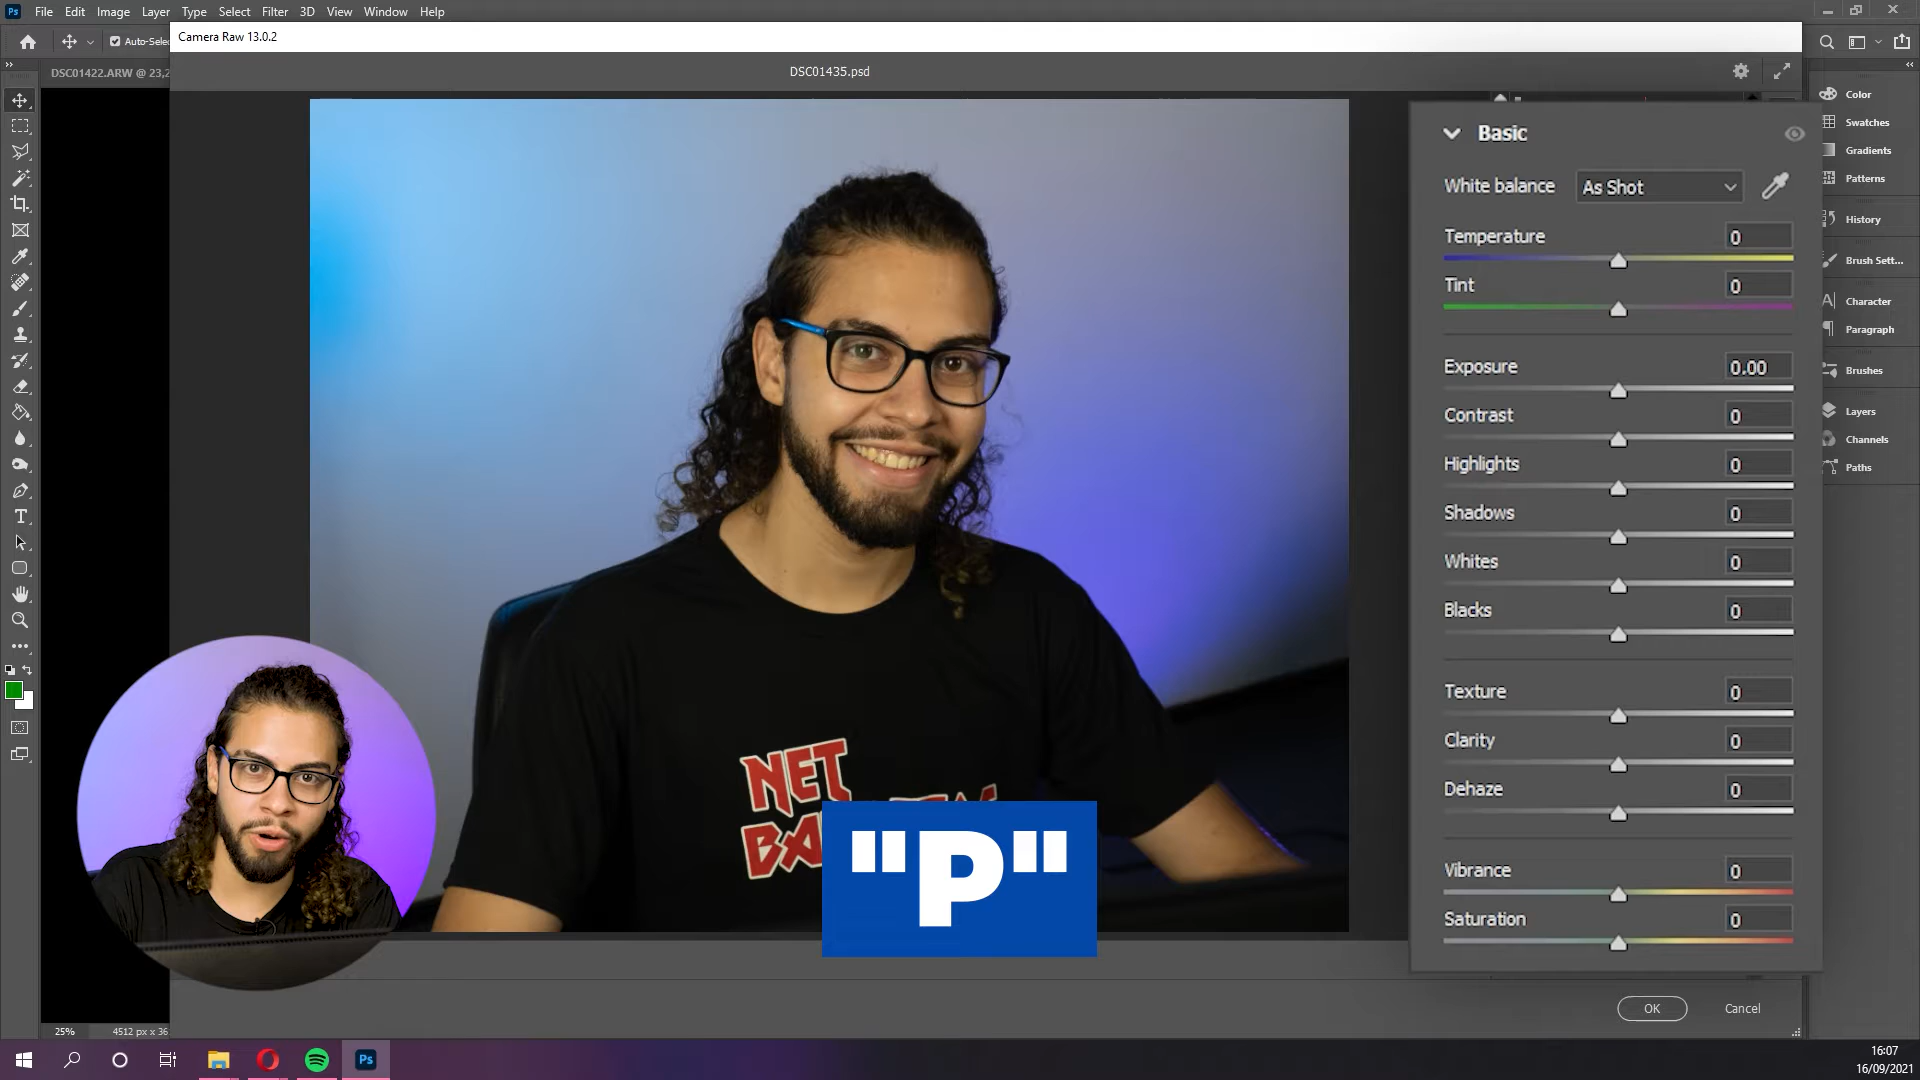 Ps File Edit Image Layer Type Select Filter 3D View Window Help
Camera Raw 13.0.2
Auto-Selec
DSC01422.ARW @ 23,2
DSC01435.psd
Basic
White balance As Shot
Temperature 0
Tint 0
Exposure 0.00
Contrast 0
Highlights 0
Shadows 0
Whites 0
Blacks 0
Texture 0
Clarity 0
Dehaze 0
Vibrance 0
Saturation 0
Color
Swatches
Gradients
Patterns
History
Brush Sett...
Character
Paragraph
Brushes
Layers
Channels
Paths
NET
BA
"P"
OK Cancel
25% 4512 px x 36
Ps
16:07
16/09/2021